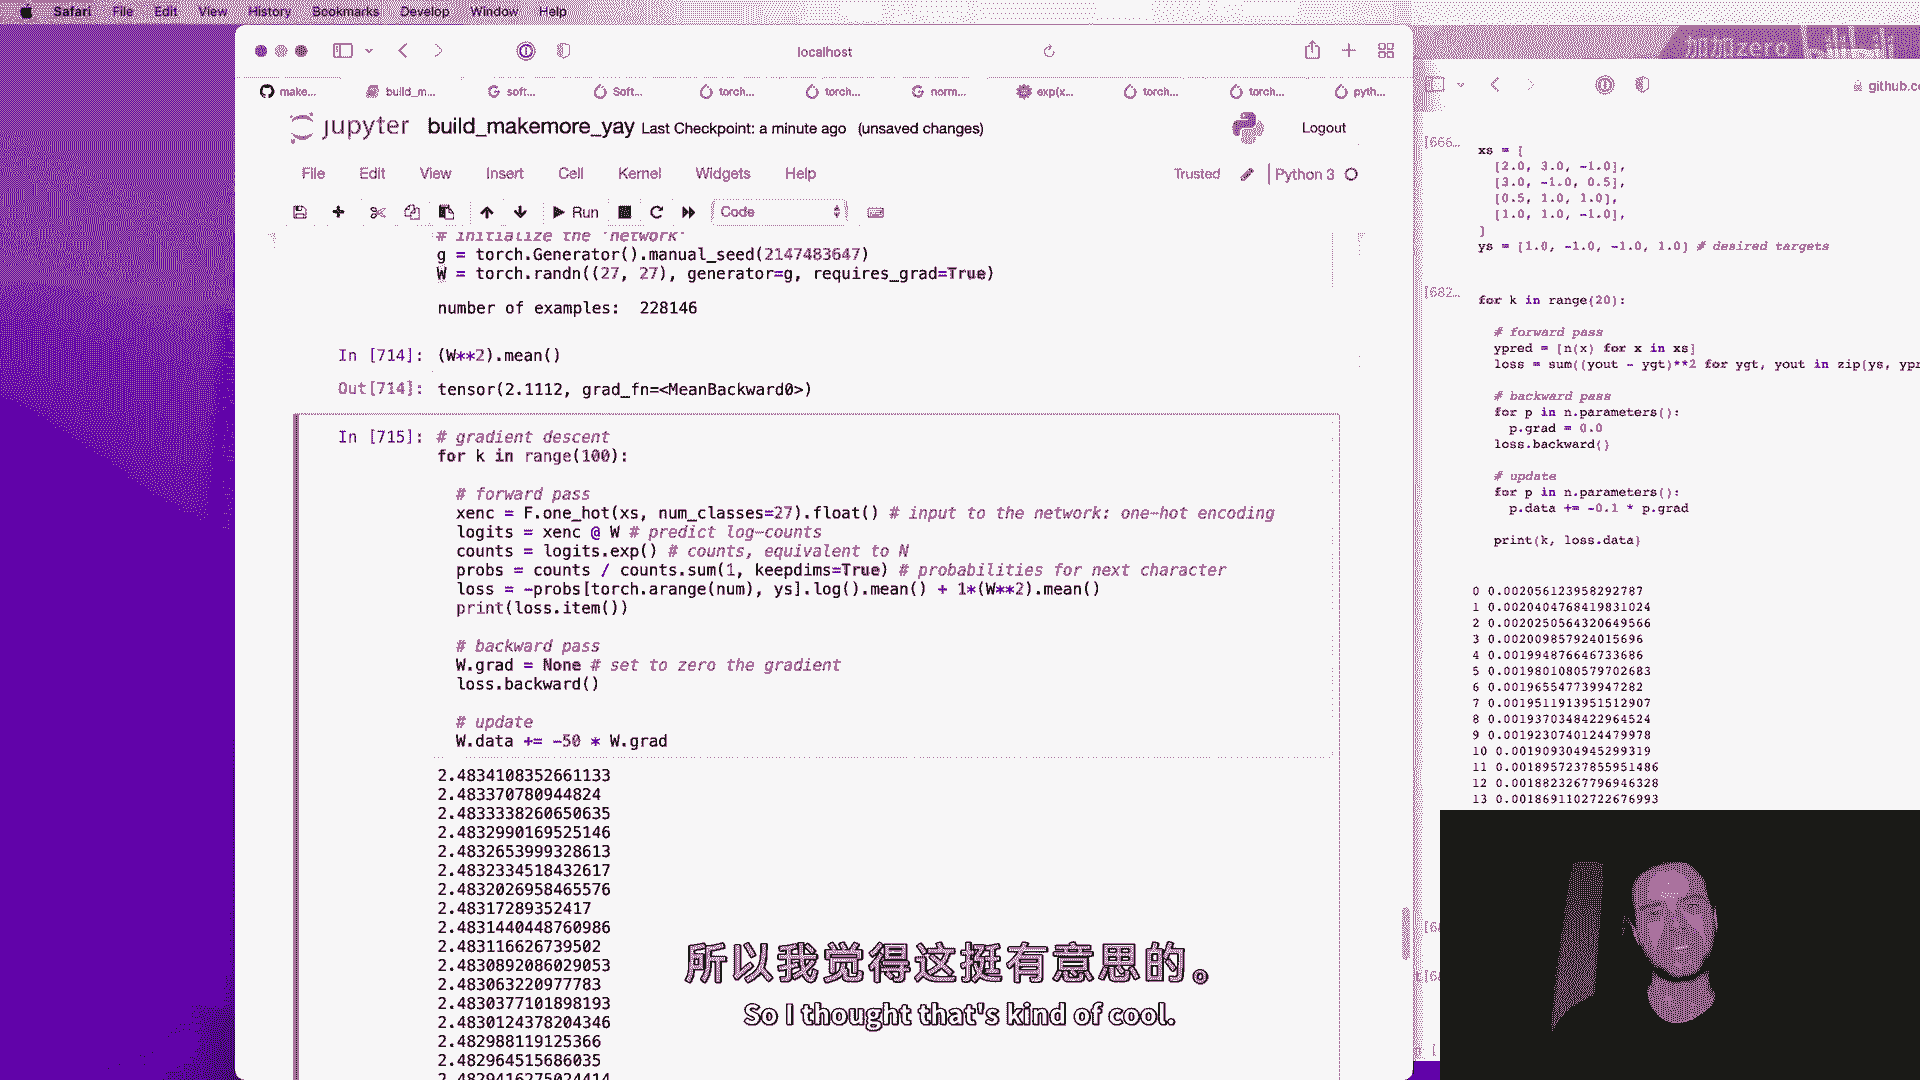 Safari File Edit View History Bookmarks Develop Window Help
加加zero bilibili
localhost
make... build_m... soft... Soft... torch... torch... norm... exp(x... torch... torch... pyth...
jupyter build_makemore_yay Last Checkpoint: a minute ago (unsaved changes)
Logout
File Edit View Insert Cell Kernel Widgets Help
Trusted Python 3
Run Code
# initialize the 'network'
g = torch.Generator().manual_seed(2147483647)
W = torch.randn((27, 27), generator=g, requires_grad=True)
number of examples: 228146
In [714]: (W**2).mean()
Out[714]: tensor(2.1112, grad_fn=<MeanBackward0>)
In [715]: # gradient descent
for k in range(100):
# forward pass
xenc = F.one_hot(xs, num_classes=27).float() # input to the network: one-hot encoding
logits = xenc @ W # predict log-counts
counts = logits.exp() # counts, equivalent to N
probs = counts / counts.sum(1, keepdims=True) # probabilities for next character
loss = -probs[torch.arange(num), ys].log().mean() + 1*(W**2).mean()
print(loss.item())
# backward pass
W.grad = None # set to zero the gradient
loss.backward()
# update
W.data += -50 * W.grad
2.48341083526611​33
2.483370780944824
2.4833338260650635
2.4832990169525146
2.4832653999328613
2.4832334518432617
2.4832026958465576
2.48317289352417
2.4831440448760986
2.483116626739502
2.4830892086029053
2.483063220977783
2.4830377101898193
2.4830124378204346
2.482988119125366
2.482964515686035
2.4829416275024414
github.co
[666...
xs = [
[2.0, 3.0, -1.0],
[3.0, -1.0, 0.5],
[0.5, 1.0, 1.0],
[1.0, 1.0, -1.0],
]
ys = [1.0, -1.0, -1.0, 1.0] # desired targets
[682...
for k in range(20):
# forward pass
ypred = [n(x) for x in xs]
loss = sum((yout - ygt)**2 for ygt, yout in zip(ys, ypr
# backward pass
for p in n.parameters():
p.grad = 0.0
loss.backward()
# update
for p in n.parameters():
p.data += -0.1 * p.grad
print(k, loss.data)
0 0.002056123958292787
1 0.0020404768419831024
2 0.0020250564320649566
3 0.002009857924015696
4 0.001994876646733686
5 0.0019801080579702683
6 0.001965547739947282
7 0.0019511913951512907
8 0.0019370348422964524
9 0.0019230740124479978
10 0.001909304945299319
11 0.0018957237855951486
12 0.0018823267796946328
13 0.0018691102722676993
所以我觉得这挺有意思的。
So I thought that's kind of cool.